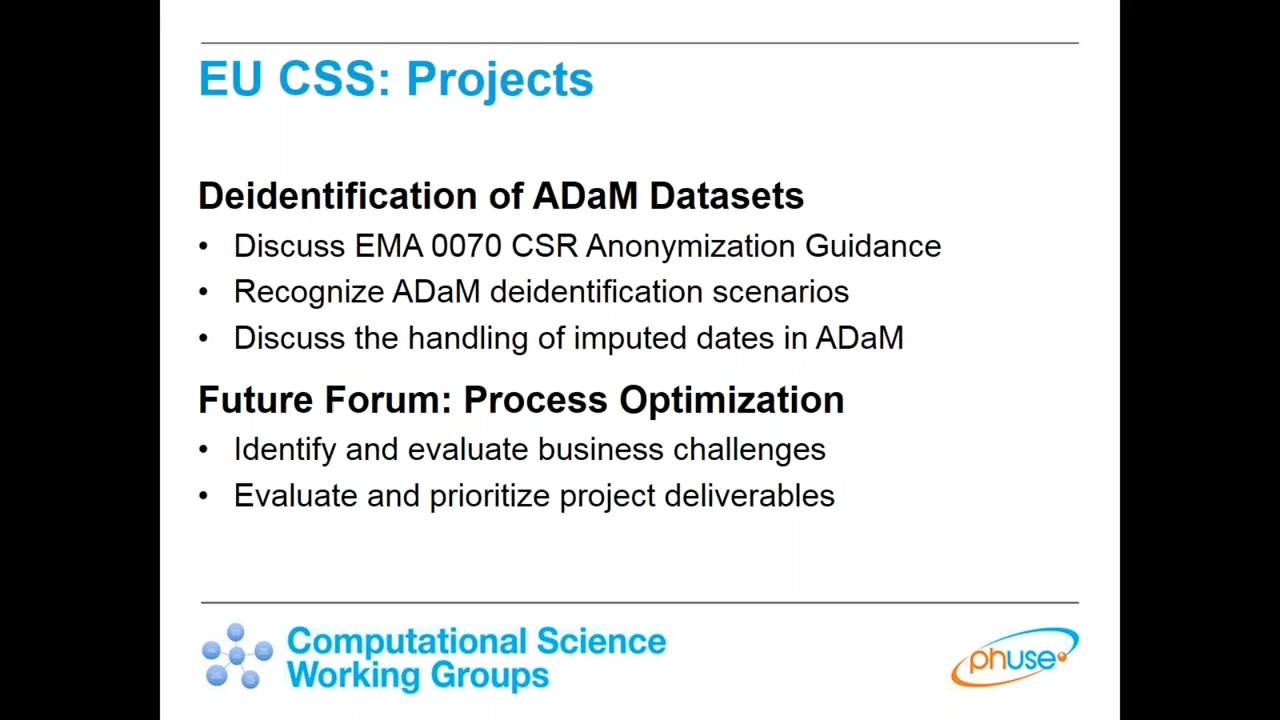 EU CSS: Projects
Deidentification of ADaM Datasets
• Discuss EMA 0070 CSR Anonymization Guidance
• Recognize ADaM deidentification scenarios
• Discuss the handling of imputed dates in ADaM
Future Forum: Process Optimization
• Identify and evaluate business challenges
• Evaluate and prioritize project deliverables
Computational Science
Working Groups
phuse